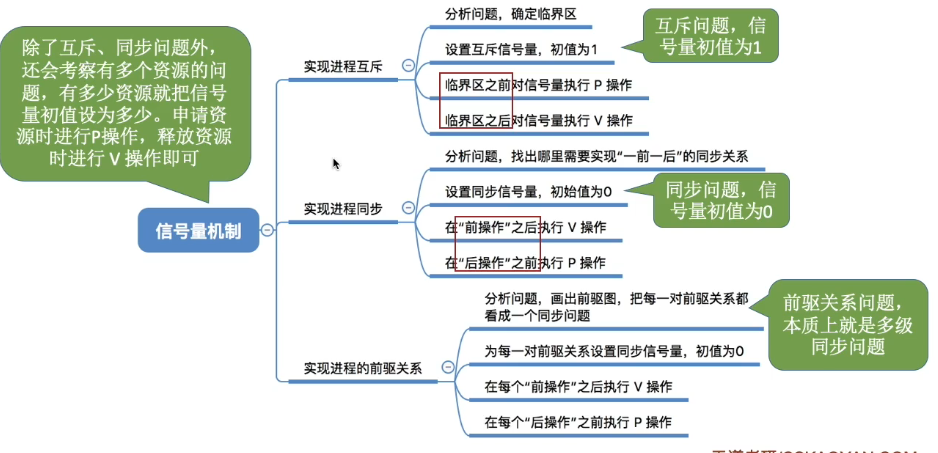 除了互斥、同步问题外，
还会考察有多个资源的问
题，有多少资源就把信号
量初值设为多少。申请资
源时进行P操作，释放资源
时进行 V 操作即可
信号量机制
实现进程互斥
分析问题，确定临界区
设置互斥信号量，初值为1
互斥问题，信
号量初值为1
临界区之前对信号量执行 P 操作
临界区之后对信号量执行 V 操作
实现进程同步
分析问题，找出哪里需要实现“一前一后”的同步关系
设置同步信号量，初始值为0
同步问题，信
号量初值为0
在“前操作”之后执行 V 操作
在“后操作”之前执行 P 操作
实现进程的前驱关系
分析问题，画出前驱图，把每一对前驱关系都
看成一个同步问题
前驱关系问题，
本质上就是多级
同步问题
为每一对前驱关系设置同步信号量，初值为0
在每个“前操作”之后执行 V 操作
在每个“后操作”之前执行 P 操作